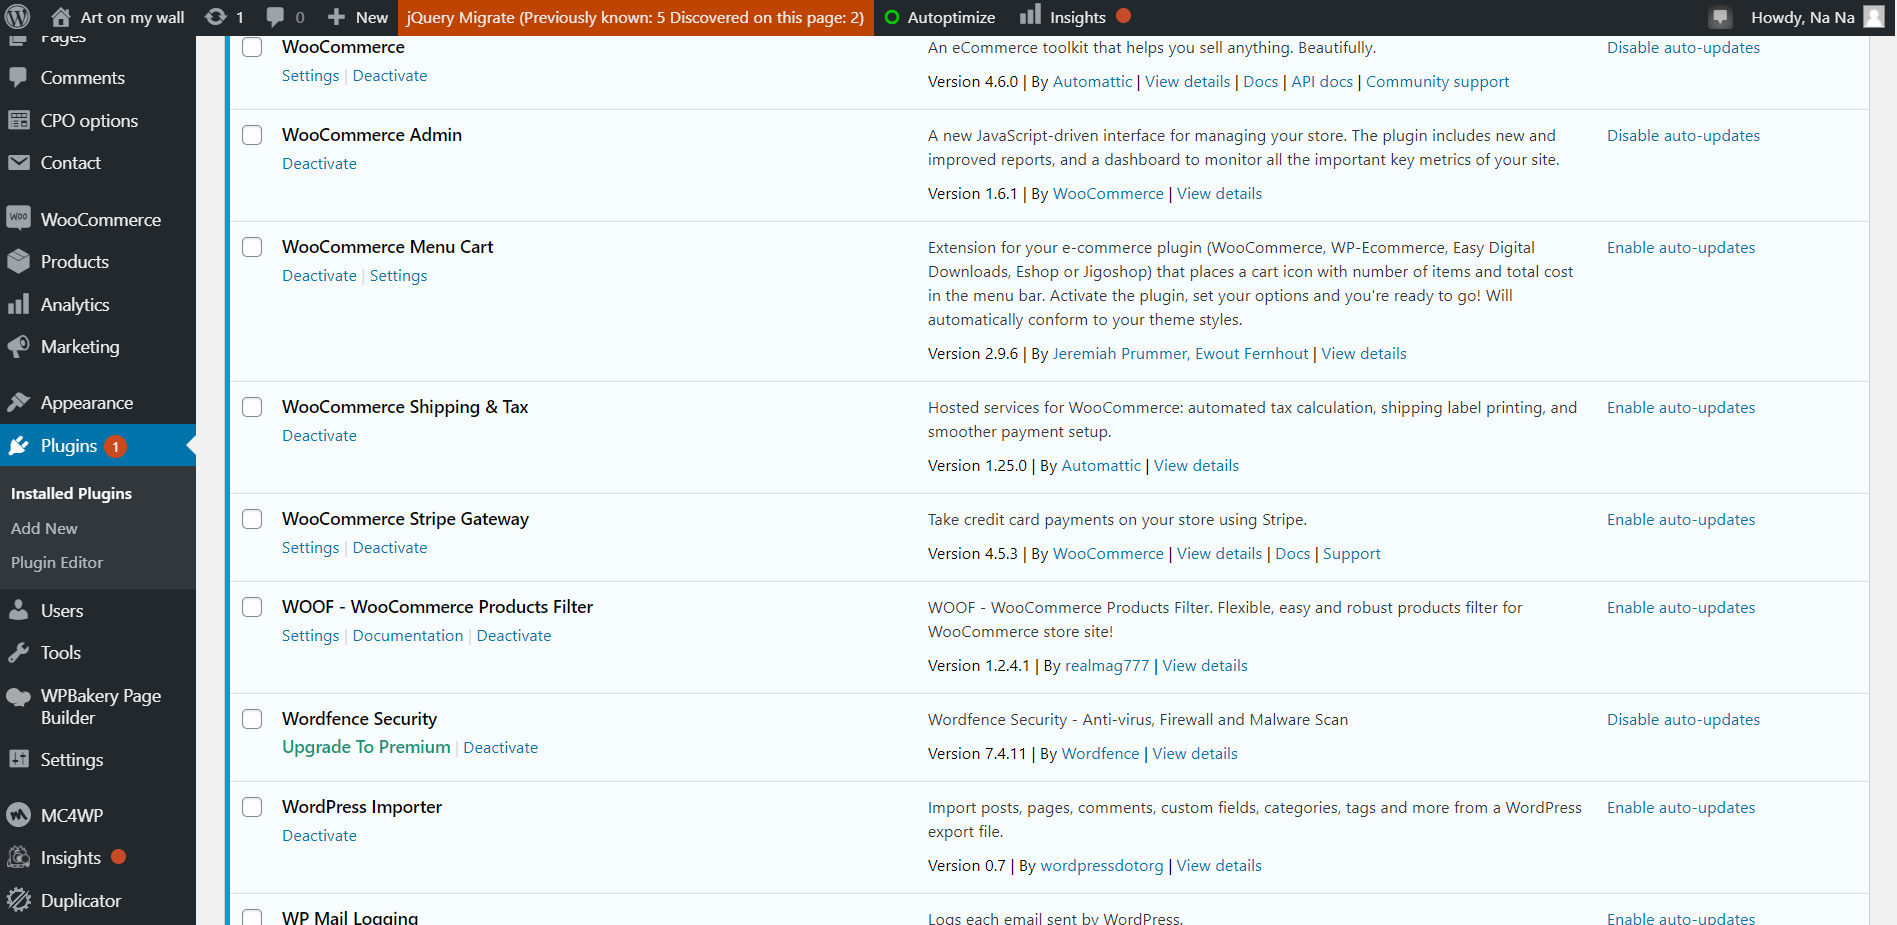 Art on my wall 1 0 New jQuery Migrate (Previously known: 5 Discovered on this page: 2) Autoptimize Insights Howdy, Na Na
Pages
Comments
CPO options
Contact
WooCommerce
Products
Analytics
Marketing
Appearance
Plugins 1
Installed Plugins
Add New
Plugin Editor
Users
Tools
WPBakery Page
Builder
Settings
MC4WP
Insights
Duplicator
WooCommerce
Settings | Deactivate
An eCommerce toolkit that helps you sell anything. Beautifully.
Version 4.6.0 | By Automattic | View details | Docs | API docs | Community support
Disable auto-updates
WooCommerce Admin
Deactivate
A new JavaScript-driven interface for managing your store. The plugin includes new and
improved reports, and a dashboard to monitor all the important key metrics of your site.
Version 1.6.1 | By WooCommerce | View details
Disable auto-updates
WooCommerce Menu Cart
Deactivate | Settings
Extension for your e-commerce plugin (WooCommerce, WP-Ecommerce, Easy Digital
Downloads, Eshop or Jigoshop) that places a cart icon with number of items and total cost
in the menu bar. Activate the plugin, set your options and you're ready to go! Will
automatically conform to your theme styles.
Version 2.9.6 | By Jeremiah Prummer, Ewout Fernhout | View details
Enable auto-updates
WooCommerce Shipping & Tax
Deactivate
Hosted services for WooCommerce: automated tax calculation, shipping label printing, and
smoother payment setup.
Version 1.25.0 | By Automattic | View details
Enable auto-updates
WooCommerce Stripe Gateway
Settings | Deactivate
Take credit card payments on your store using Stripe.
Version 4.5.3 | By WooCommerce | View details | Docs | Support
Enable auto-updates
WOOF - WooCommerce Products Filter
Settings | Documentation | Deactivate
WOOF - WooCommerce Products Filter. Flexible, easy and robust products filter for
WooCommerce store site!
Version 1.2.4.1 | By realmag777 | View details
Enable auto-updates
Wordfence Security
Upgrade To Premium | Deactivate
Wordfence Security - Anti-virus, Firewall and Malware Scan
Version 7.4.11 | By Wordfence | View details
Disable auto-updates
WordPress Importer
Deactivate
Import posts, pages, comments, custom fields, categories, tags and more from a WordPress
export file.
Version 0.7 | By wordpressdotorg | View details
Enable auto-updates
WP Mail Logging
Logs each email sent by WordPress.
Enable auto-updates